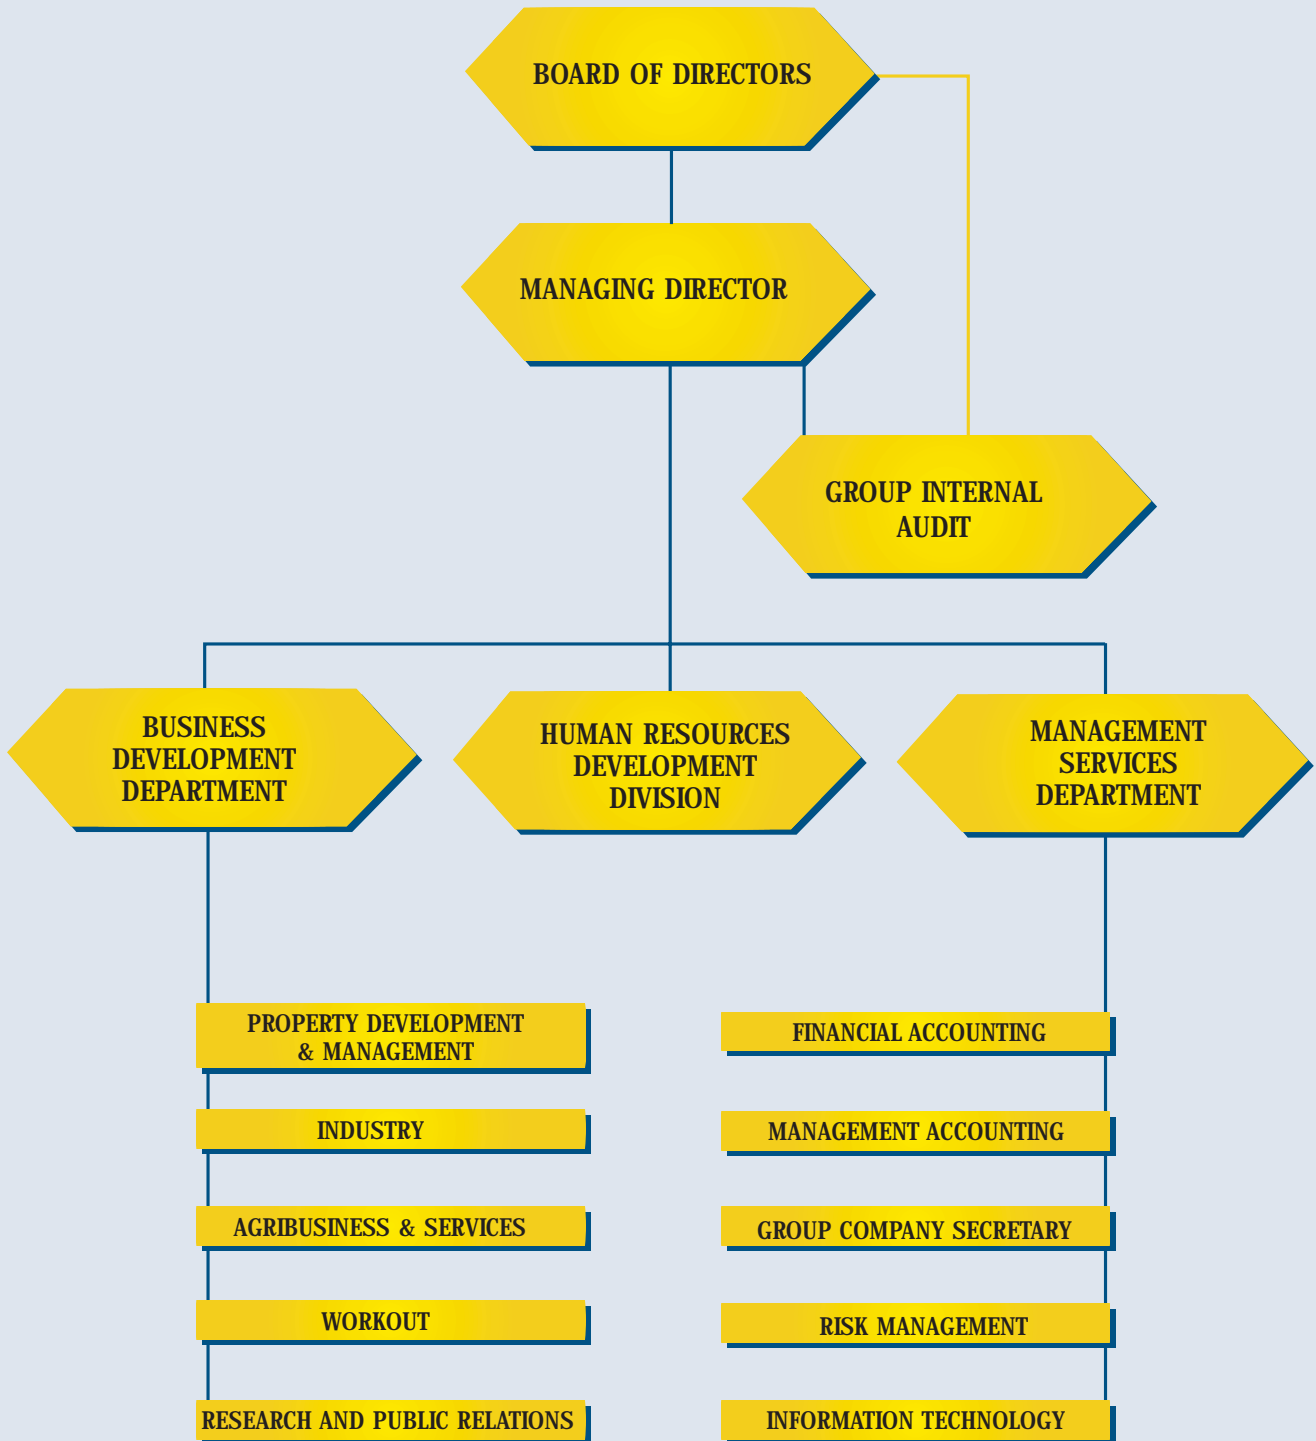 BOARD OF DIRECTORS
MANAGING DIRECTOR
GROUP INTERNAL
AUDIT
BUSINESS
DEVELOPMENT
DEPARTMENT
HUMAN RESOURCES
DEVELOPMENT
DIVISION
MANAGEMENT
SERVICES
DEPARTMENT
PROPERTY DEVELOPMENT
& MANAGEMENT
INDUSTRY
AGRIBUSINESS & SERVICES
WORKOUT
RESEARCH AND PUBLIC RELATIONS
FINANCIAL ACCOUNTING
MANAGEMENT ACCOUNTING
GROUP COMPANY SECRETARY
RISK MANAGEMENT
INFORMATION TECHNOLOGY